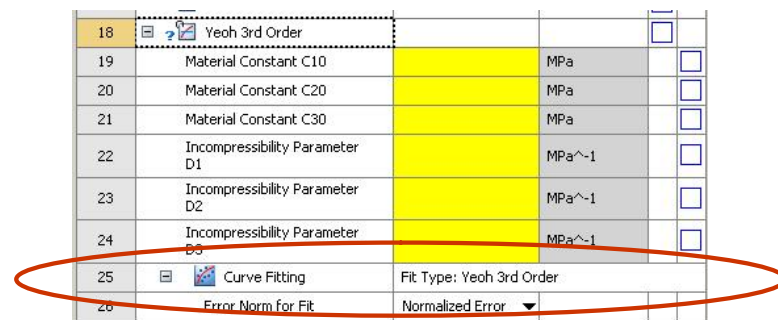 18 Yeoh 3rd Order
19 Material Constant C10 MPa
20 Material Constant C20 MPa
21 Material Constant C30 MPa
22 Incompressibility Parameter D1 MPa^-1
23 Incompressibility Parameter D2 MPa^-1
24 Incompressibility Parameter D3 MPa^-1
25 Curve Fitting Fit Type: Yeoh 3rd Order
26 Error Norm for Fit Normalized Error